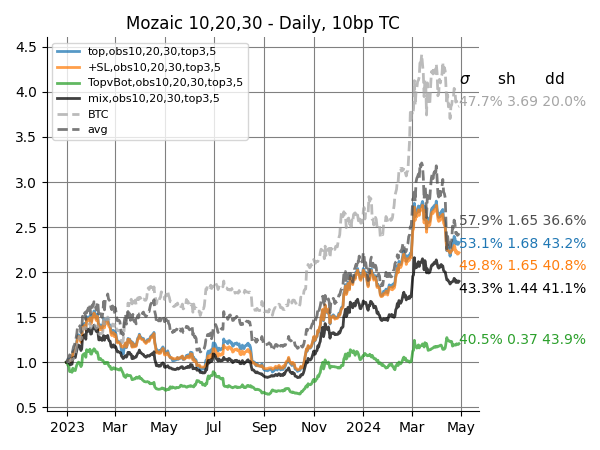 Mozaic 10,20,30 - Daily, 10bp TC
top,obs10,20,30,top3,5
+SL,obs10,20,30,top3,5
TopvBot,obs10,20,30,top3,5
mix,obs10,20,30,top3,5
BTC
avg
4.5
4.0
3.5
3.0
2.5
2.0
1.5
1.0
0.5
σ sh dd
47.7% 3.69 20.0%
57.9% 1.65 36.6%
53.1% 1.68 43.2%
49.8% 1.65 40.8%
43.3% 1.44 41.1%
40.5% 0.37 43.9%
2023 Mar May Jul Sep Nov 2024 Mar May